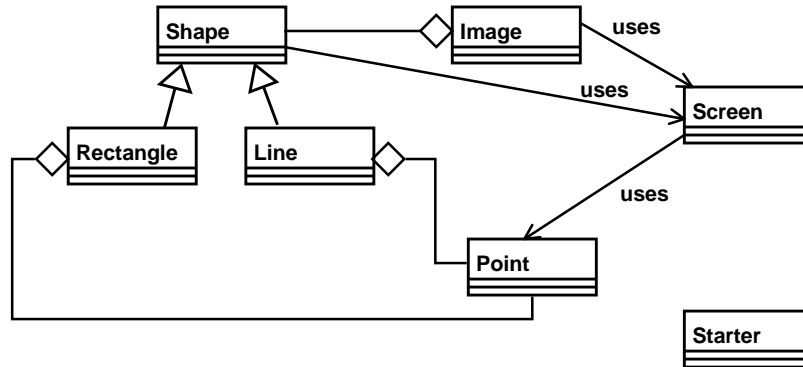 Shape
Image
uses
uses
Screen
Rectangle
Line
uses
Point
Starter